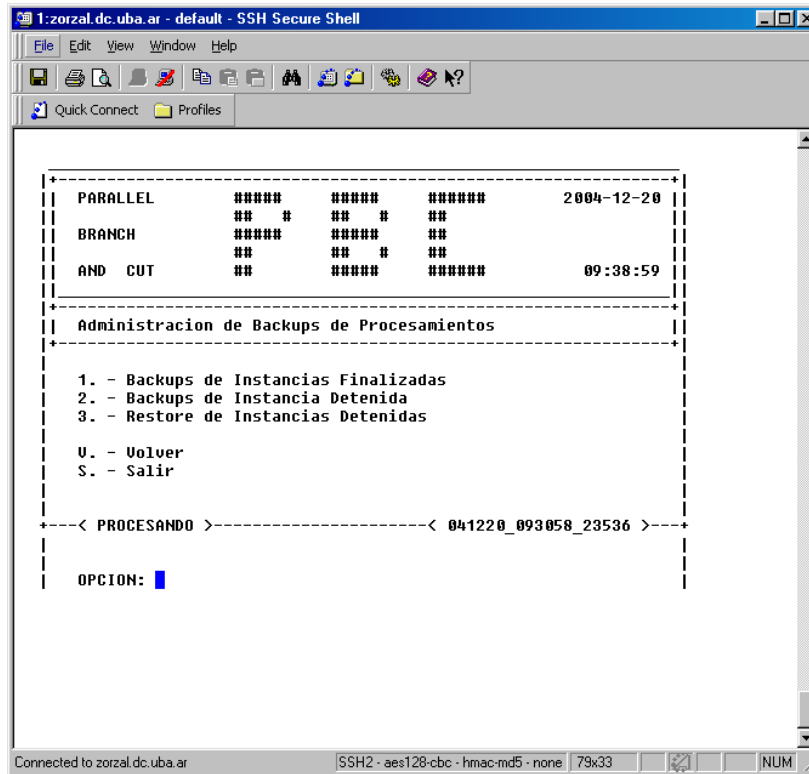 1:zorzal.dc.uba.ar - default - SSH Secure Shell
File Edit View Window Help
Quick Connect Profiles
PARALLEL ##### ##### ###### 2004-12-20
## # ## # ##
BRANCH ##### ##### ##
## ## # ##
AND CUT ## ##### ###### 09:38:59
Administracion de Backups de Procesamientos
1. - Backups de Instancias Finalizadas
2. - Backups de Instancia Detenida
3. - Restore de Instancias Detenidas
V. - Volver
S. - Salir
+---< PROCESANDO >----------------------< 041220_093058_23536 >---+
OPCION:
Connected to zorzal.dc.uba.ar SSH2 - aes128-cbc - hmac-md5 - none 79x33 NUM